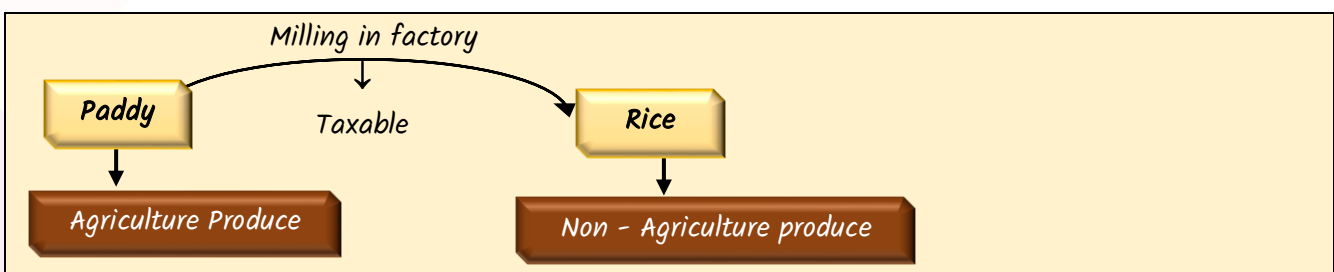 Milling in factory
Paddy
Taxable
Rice
Agriculture Produce
Non - Agriculture produce